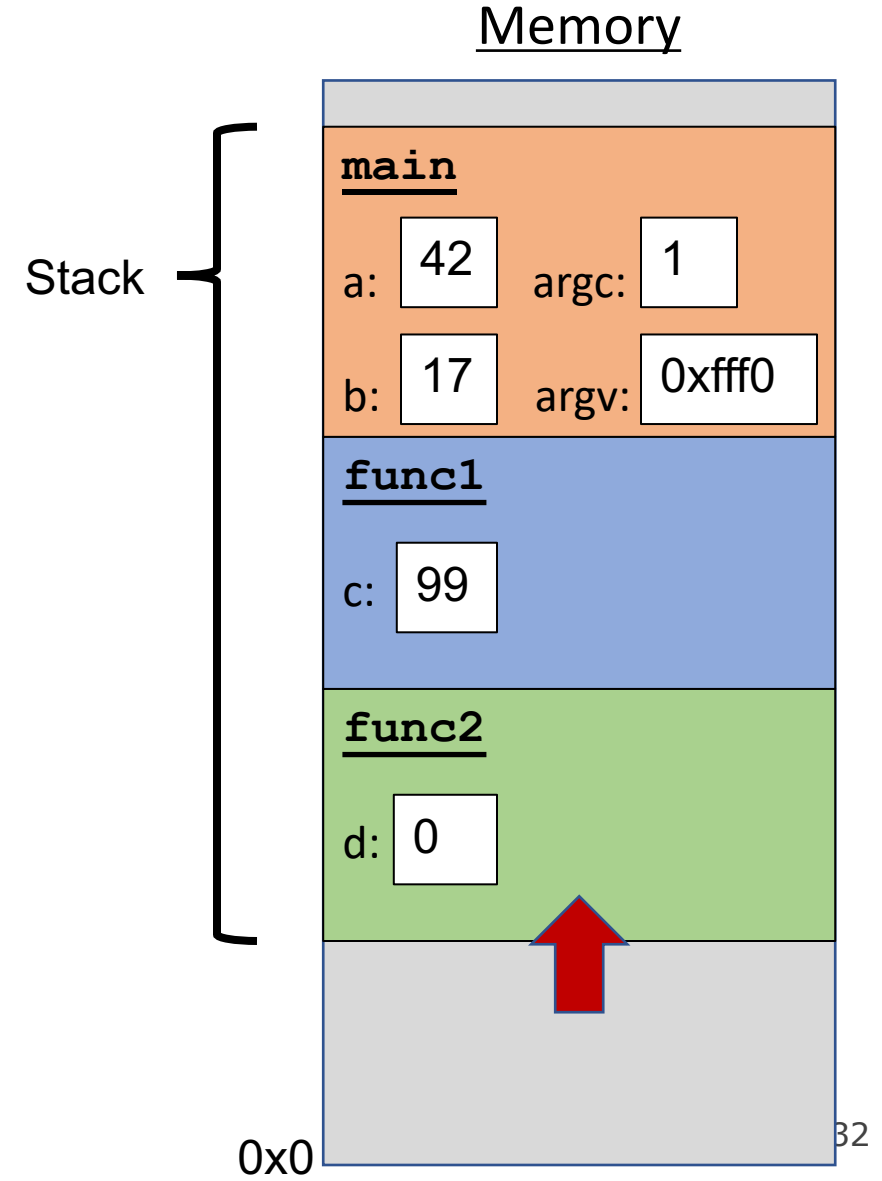 Memory
main
Stack
a: 42 argc: 1
b: 17 argv: 0xfff0
func1
c: 99
func2
d: 0
32
0x0